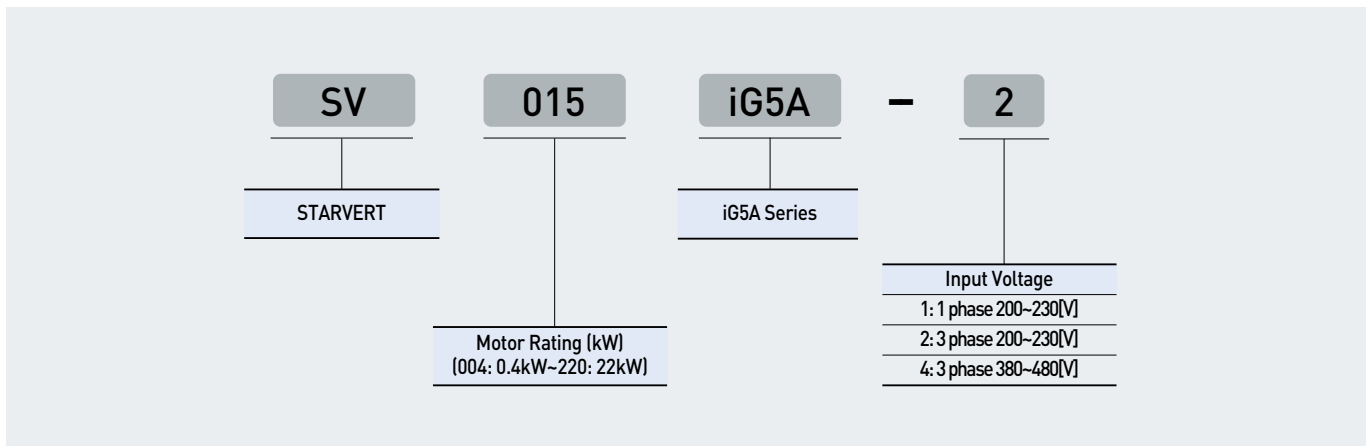 SV 015 iG5A - 2
STARVERT
iG5A Series
Input Voltage
1: 1 phase 200~230[V]
2: 3 phase 200~230[V]
4: 3 phase 380~480[V]
Motor Rating (kW)
(004: 0.4kW~220: 22kW)